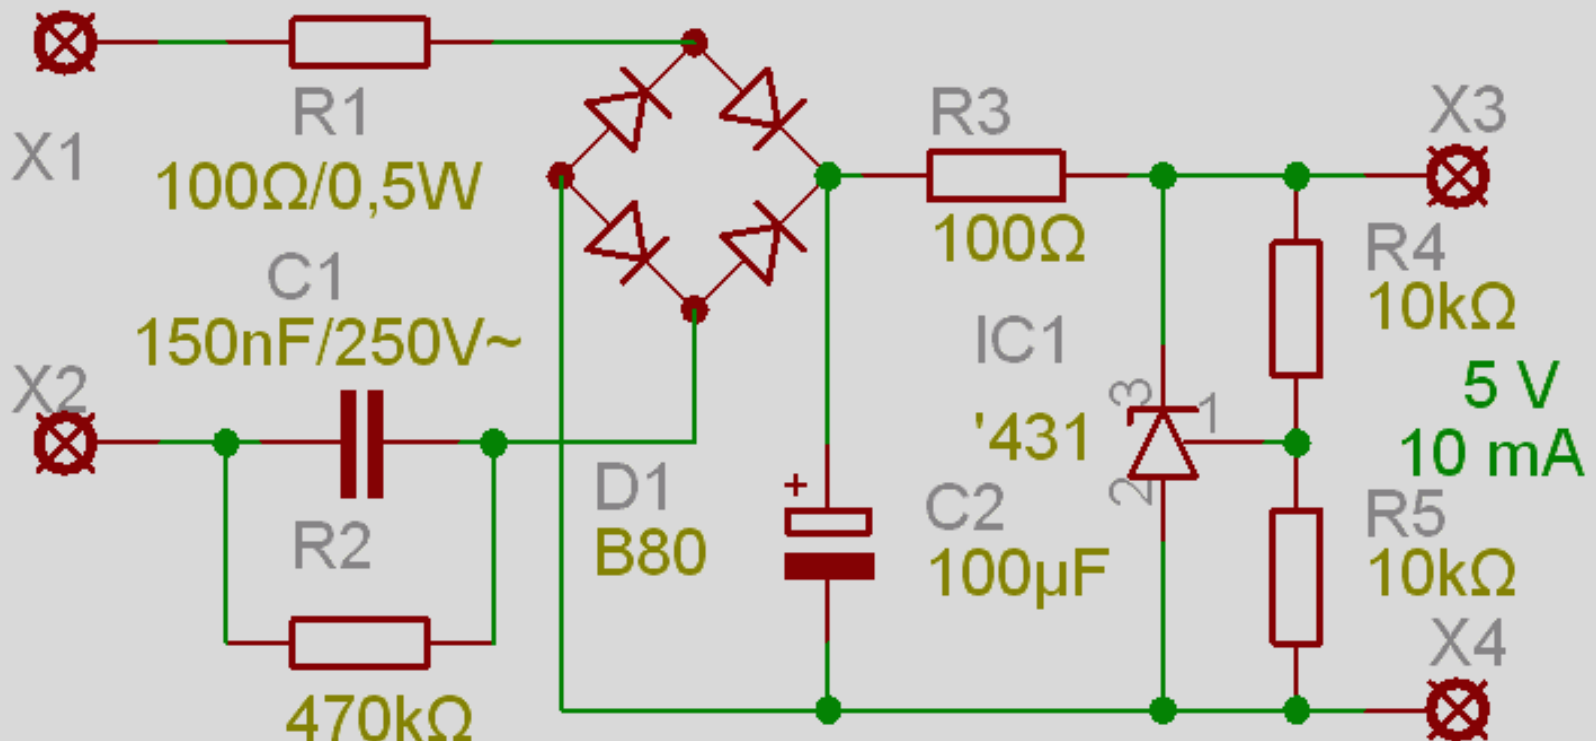 X1
R1
100Ω/0,5W
C1
150nF/250V~
X2
R2
470kΩ
D1
B80
+
C2
100µF
R3
100Ω
IC1
'431
3
1
2
X3
R4
10kΩ
5 V
10 mA
R5
10kΩ
X4